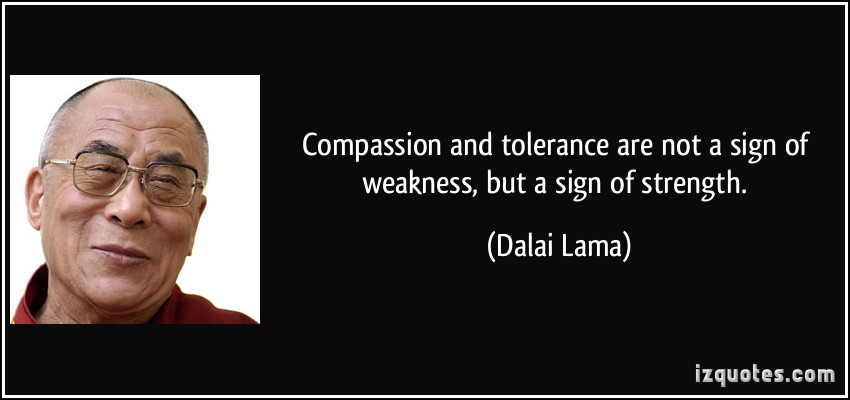 Compassion and tolerance are not a sign of
weakness, but a sign of strength.
(Dalai Lama)
izquotes.com